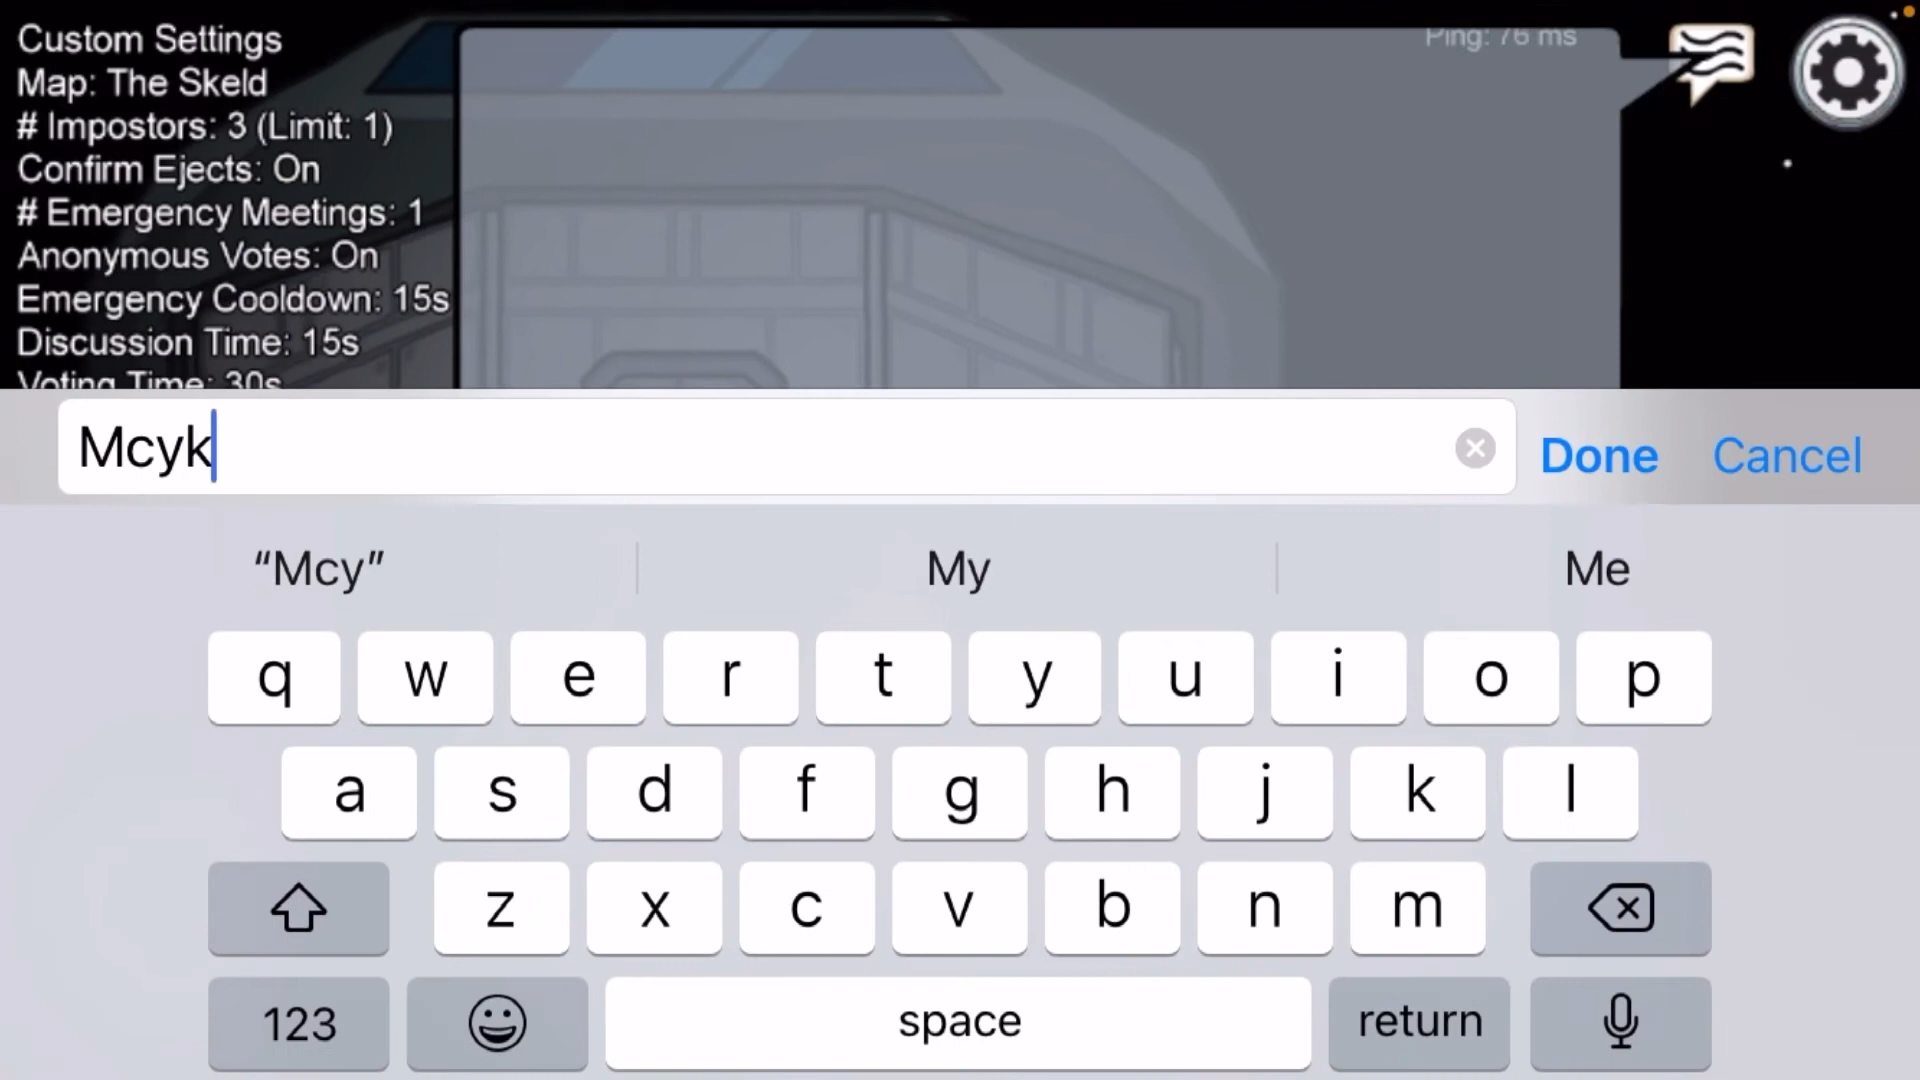 Custom Settings
Map: The Skeld
# Impostors: 3 (Limit: 1)
Confirm Ejects: On
# Emergency Meetings: 1
Anonymous Votes: On
Emergency Cooldown: 15s
Discussion Time: 15s
Voting Time: 30s
Ping: 76 ms
Mcyk
Done Cancel
“Mcy” My Me
q w e r t y u i o p
a s d f g h j k l
z x c v b n m
123 space return